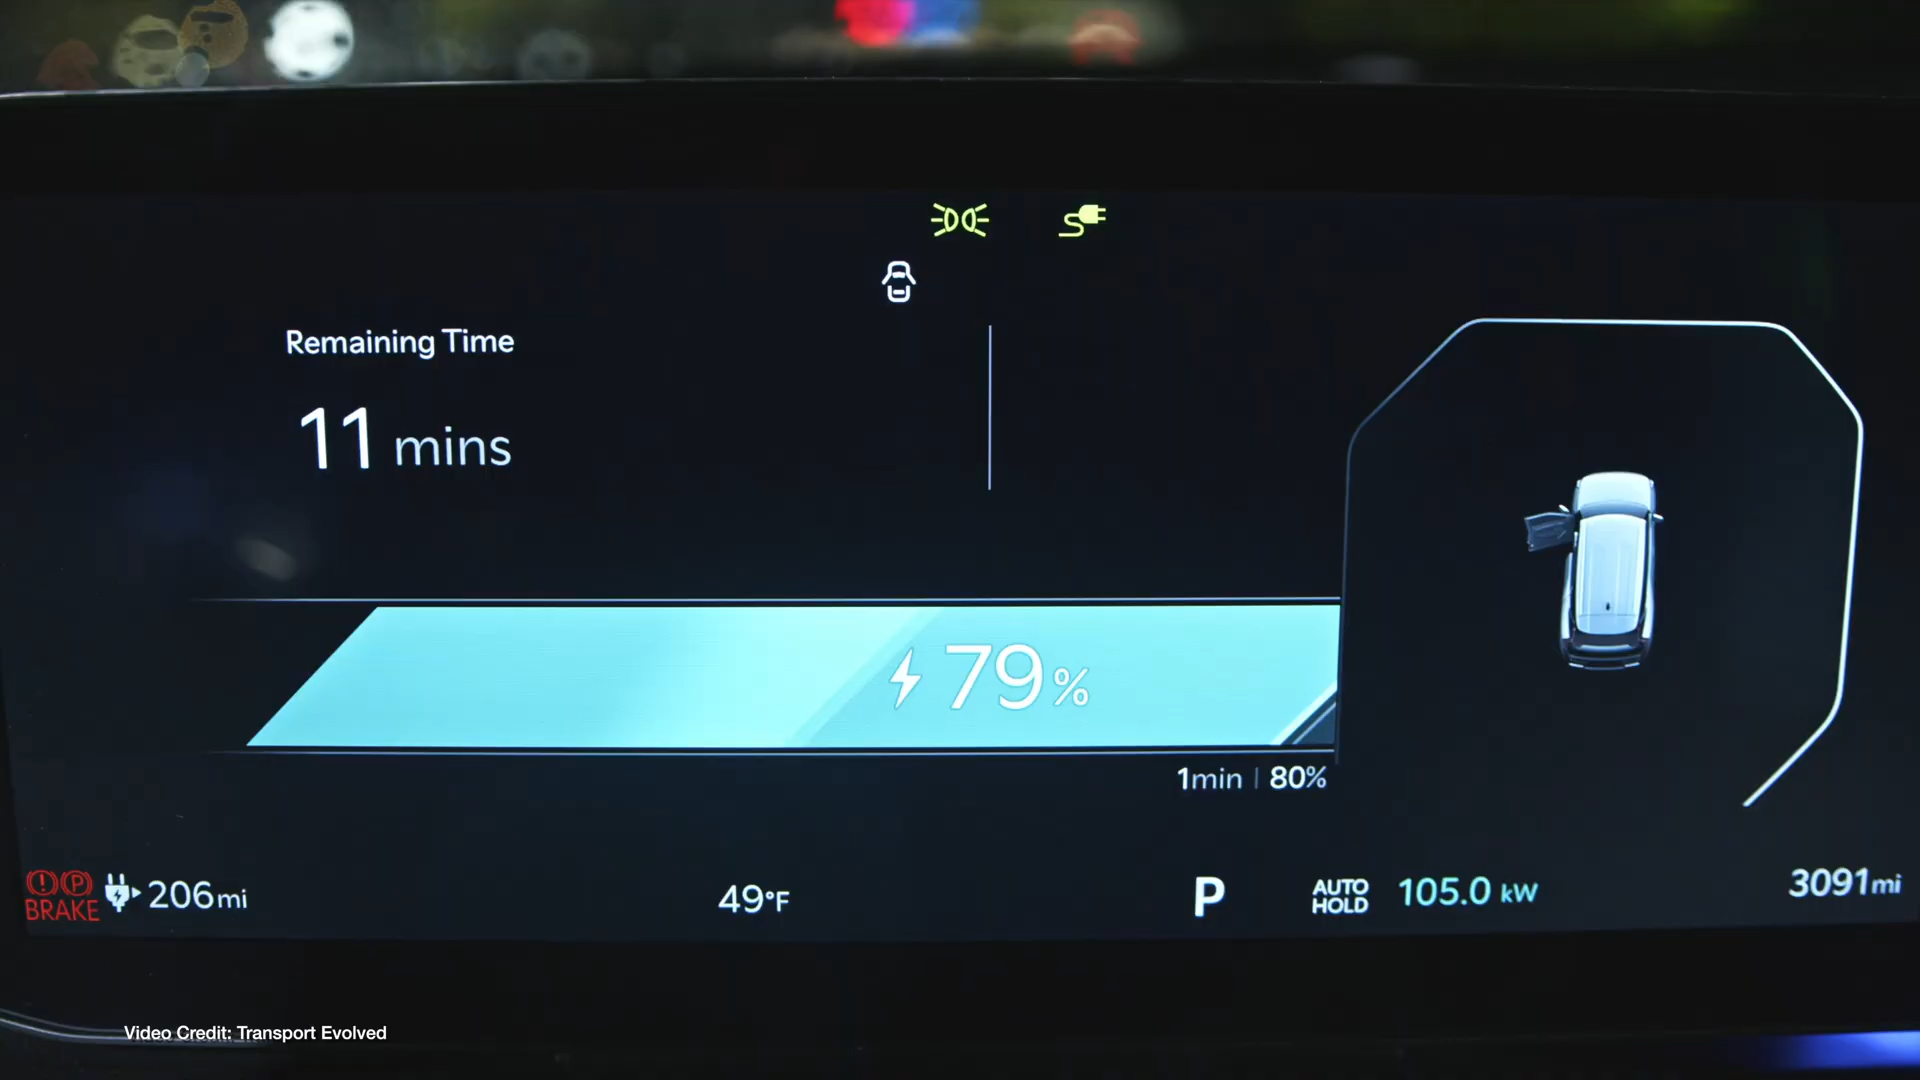 Remaining Time
11 mins
79%
1min | 80%
BRAKE
206mi
49°F
P
AUTO HOLD
105.0 kW
3091mi
Video Credit: Transport Evolved